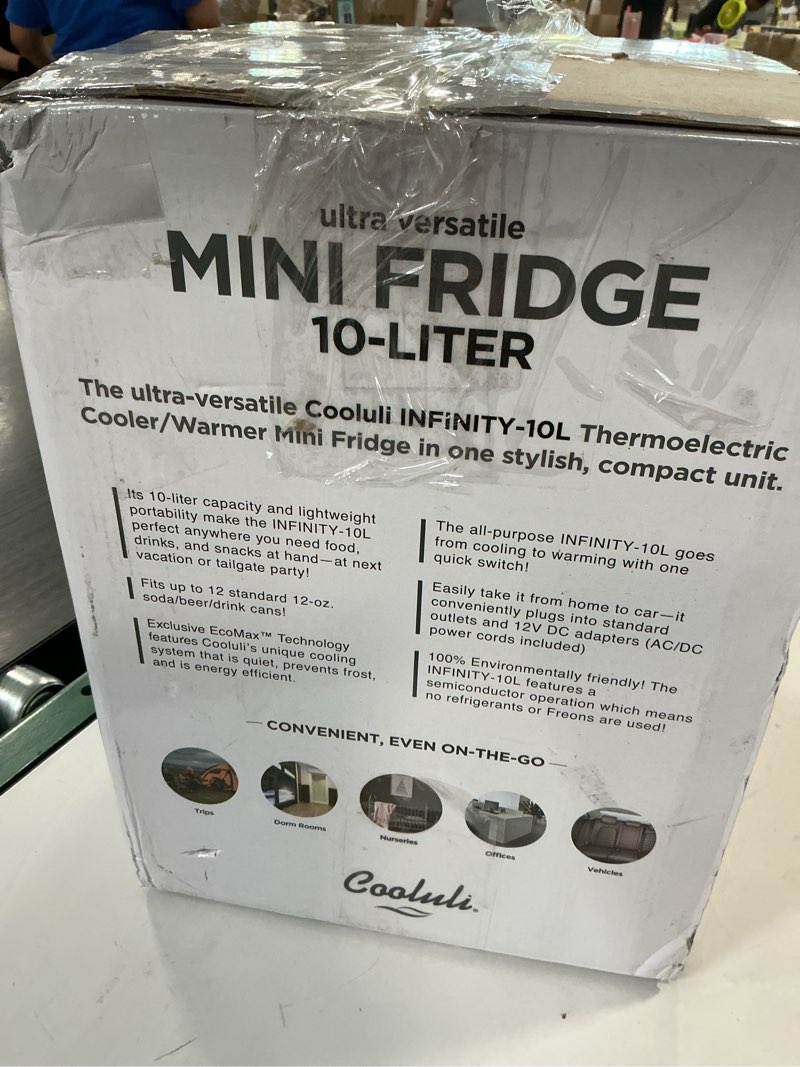 ultra versatile
MINI FRIDGE
10-LITER
The ultra-versatile Cooluli INFiNITY-10L Thermoelectric
Cooler/Warmer Mini Fridge in one stylish, compact unit.
Its 10-liter capacity and lightweight
portability make the INFINITY-10L
perfect anywhere you need food,
drinks, and snacks at hand—at next
vacation or tailgate party!
Fits up to 12 standard 12-oz.
soda/beer/drink cans!
Exclusive EcoMax™ Technology
features Cooluli's unique cooling
system that is quiet, prevents frost,
and is energy efficient.
The all-purpose INFINITY-10L goes
from cooling to warming with one
quick switch!
Easily take it from home to car—it
conveniently plugs into standard
outlets and 12V DC adapters (AC/DC
power cords included)
100% Environmentally friendly! The
INFINITY-10L features a
semiconductor operation which means
no refrigerants or Freons are used!
— CONVENIENT, EVEN ON-THE-GO —
Trips
Dorm Rooms
Nurseries
Offices
Vehicles
Cooluli.